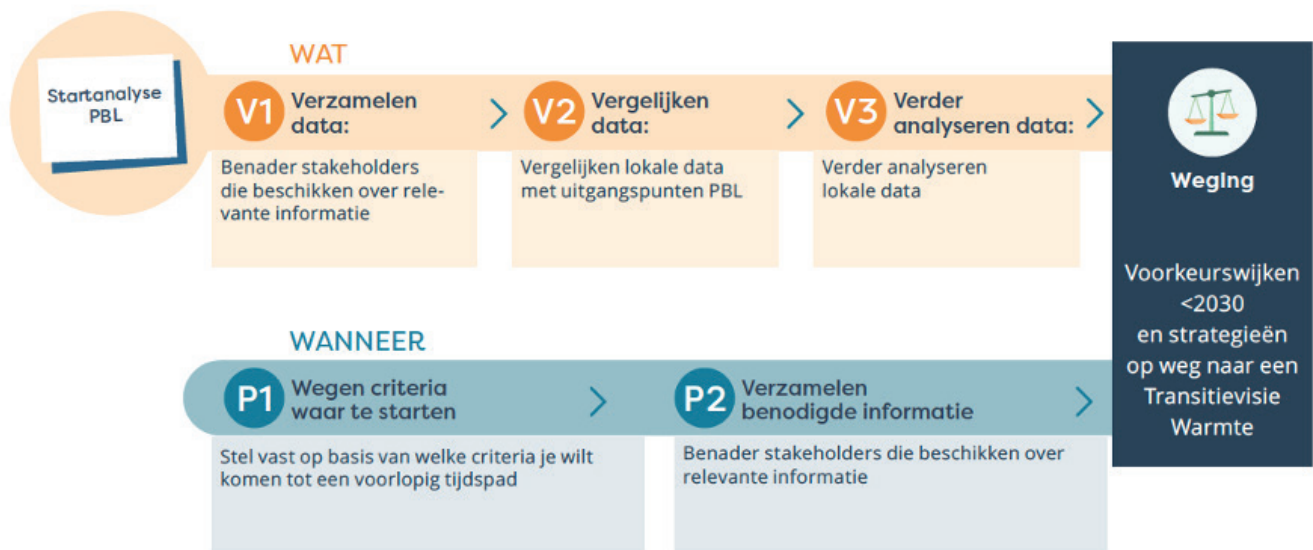 Startanalyse
PBL
WAT
V1
Verzamelen
data:
Benader stakeholders
die beschikken over rele-
vante informatie
V2
Vergelijken
data:
Vergelijken lokale data
met uitgangspunten PBL
V3
Verder
analyseren data:
Verder analyseren
lokale data
WANNEER
P1
Wegen criteria
waar te starten
Stel vast op basis van welke criteria je wilt
komen tot een voorlopig tijdspad
P2
Verzamelen
benodigde informatie
Benader stakeholders die beschikken over
relevante informatie
Weging
Voorkeurswijken
<2030
en strategieën
op weg naar een
Transitievisie
Warmte